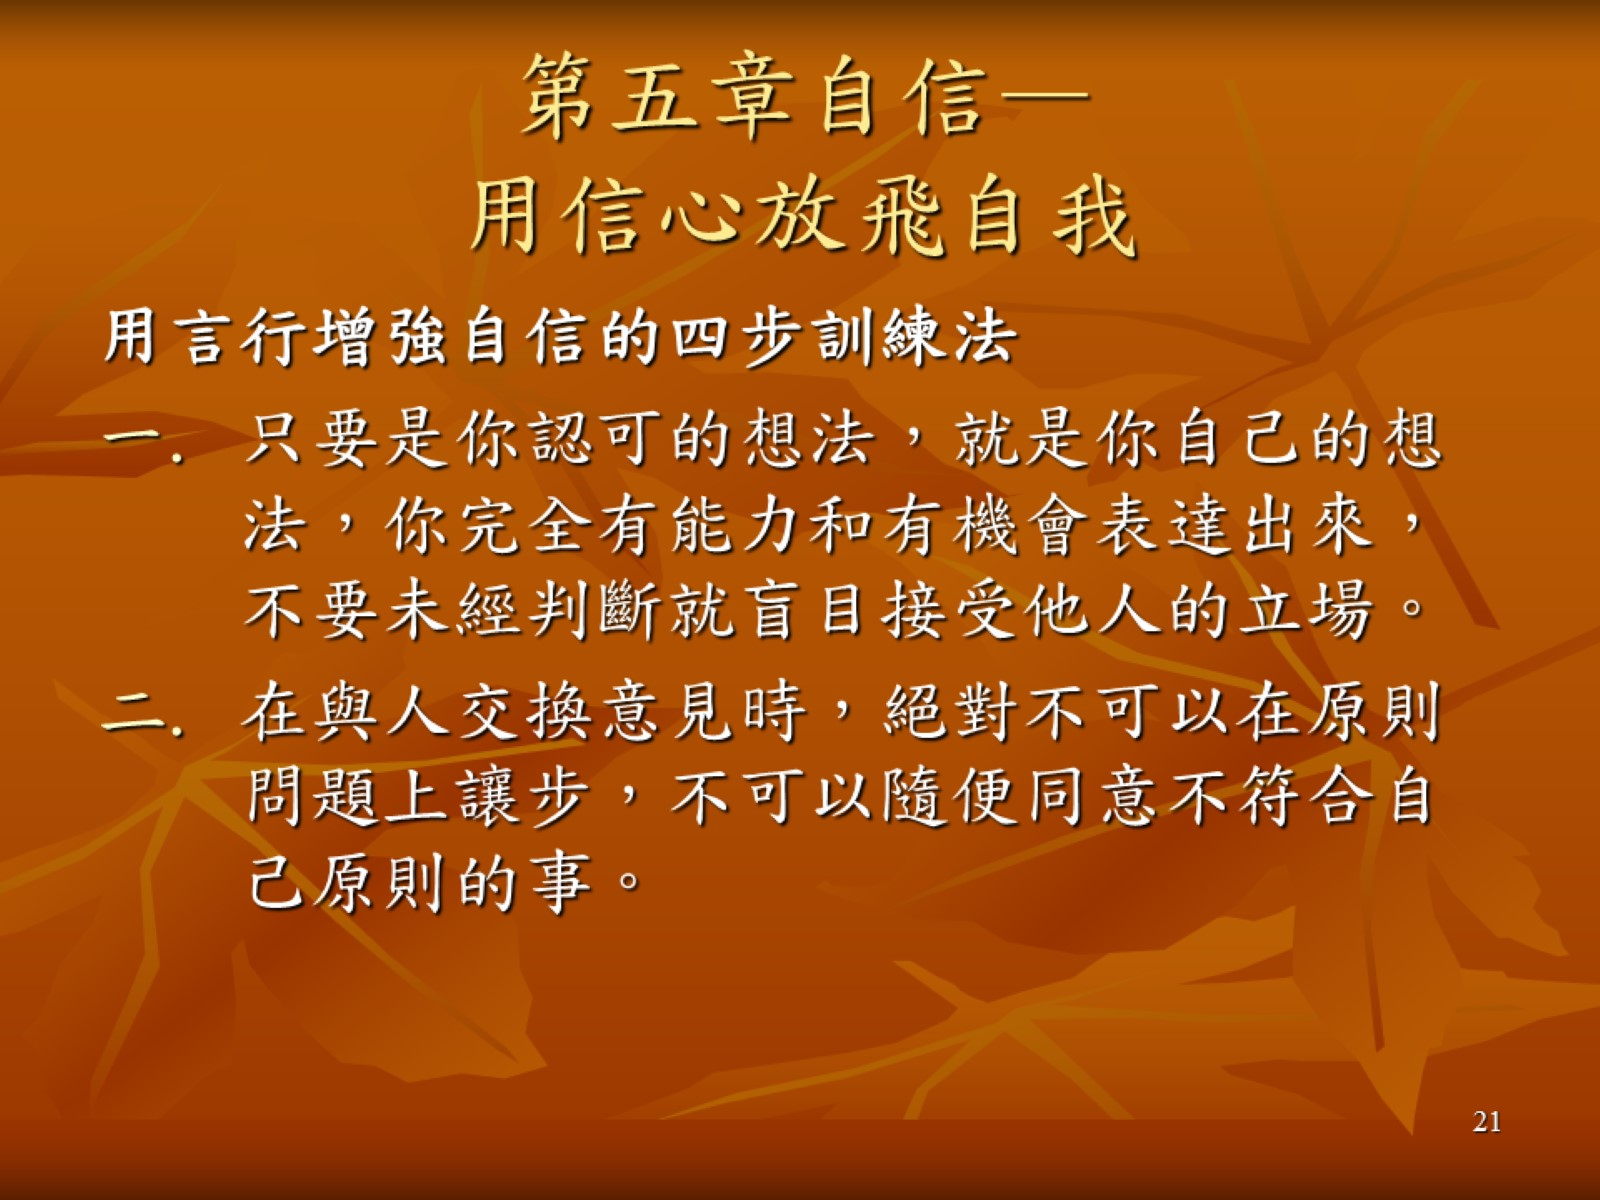 第五章自信—
用信心放飛自我
用言行增強自信的四步訓練法
一. 只要是你認可的想法，就是你自己的想
法，你完全有能力和有機會表達出來，
不要未經判斷就盲目接受他人的立場。
二. 在與人交換意見時，絕對不可以在原則
問題上讓步，不可以隨便同意不符合自
己原則的事。
21